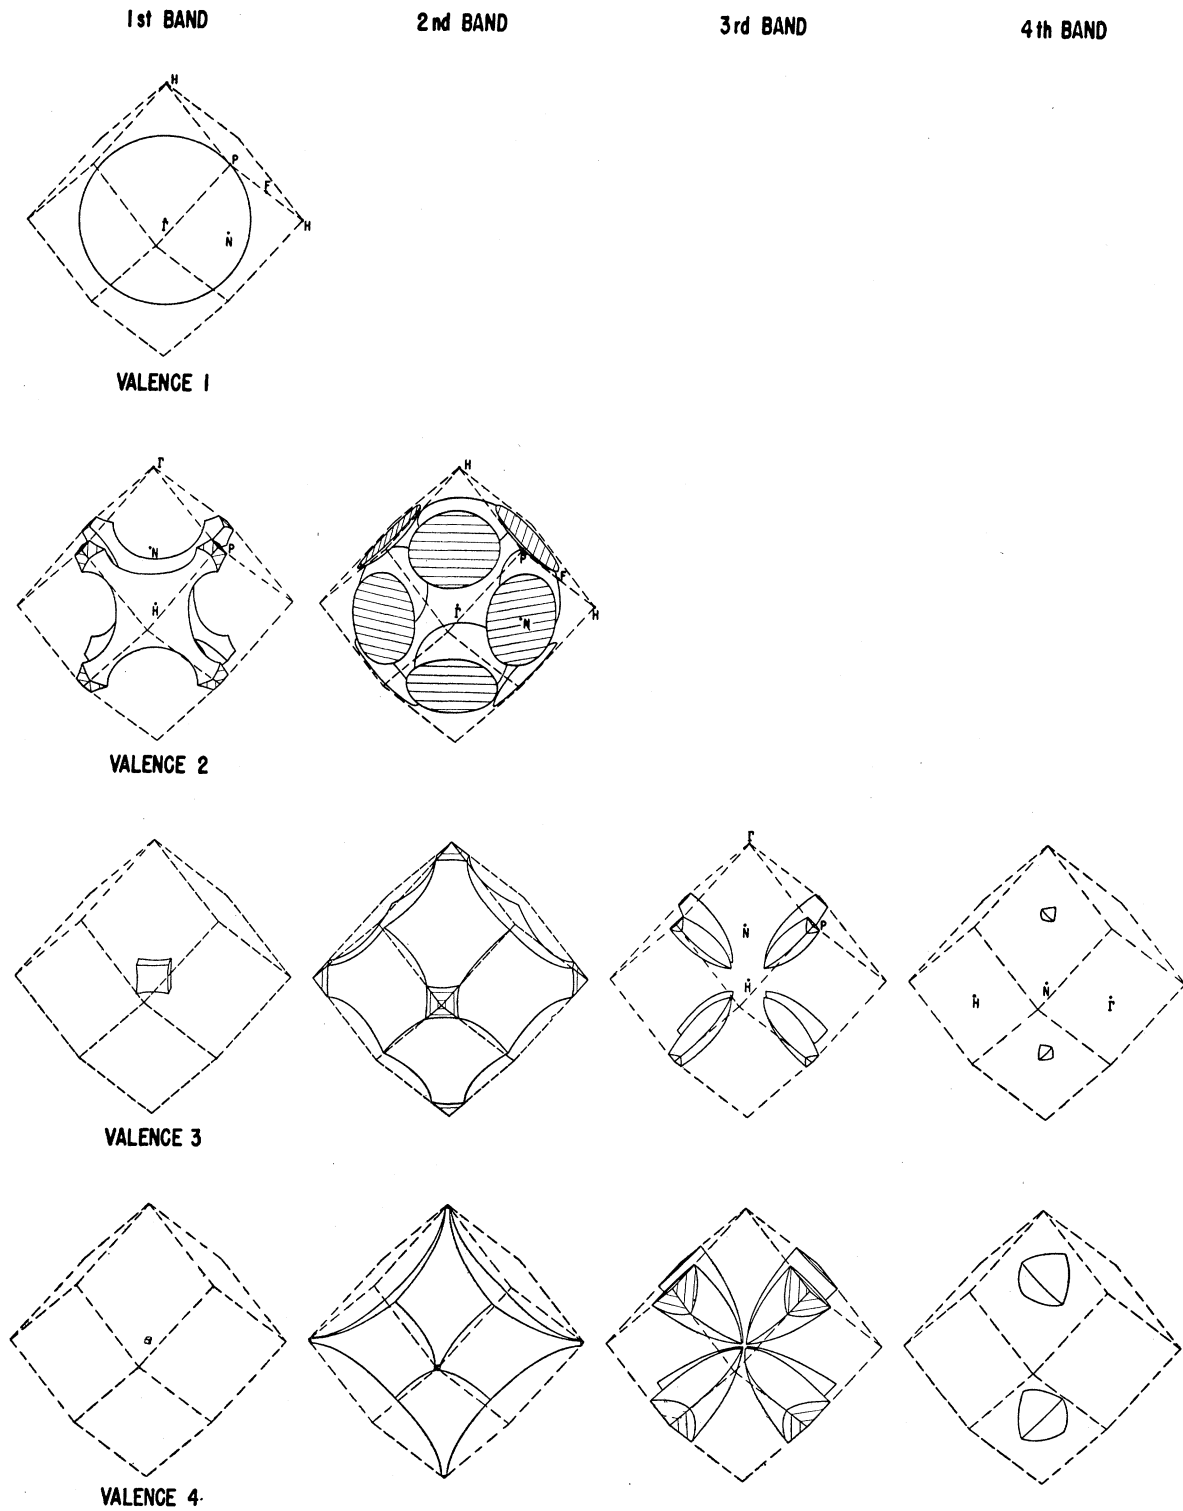 1st BAND 2nd BAND 3rd BAND 4th BAND
H
P
F
Γ
N
H
VALENCE 1
Γ
N
P
H
H
P
F
Γ
N
H
VALENCE 2
Γ
N
P
H
H
N
Γ
VALENCE 3
VALENCE 4